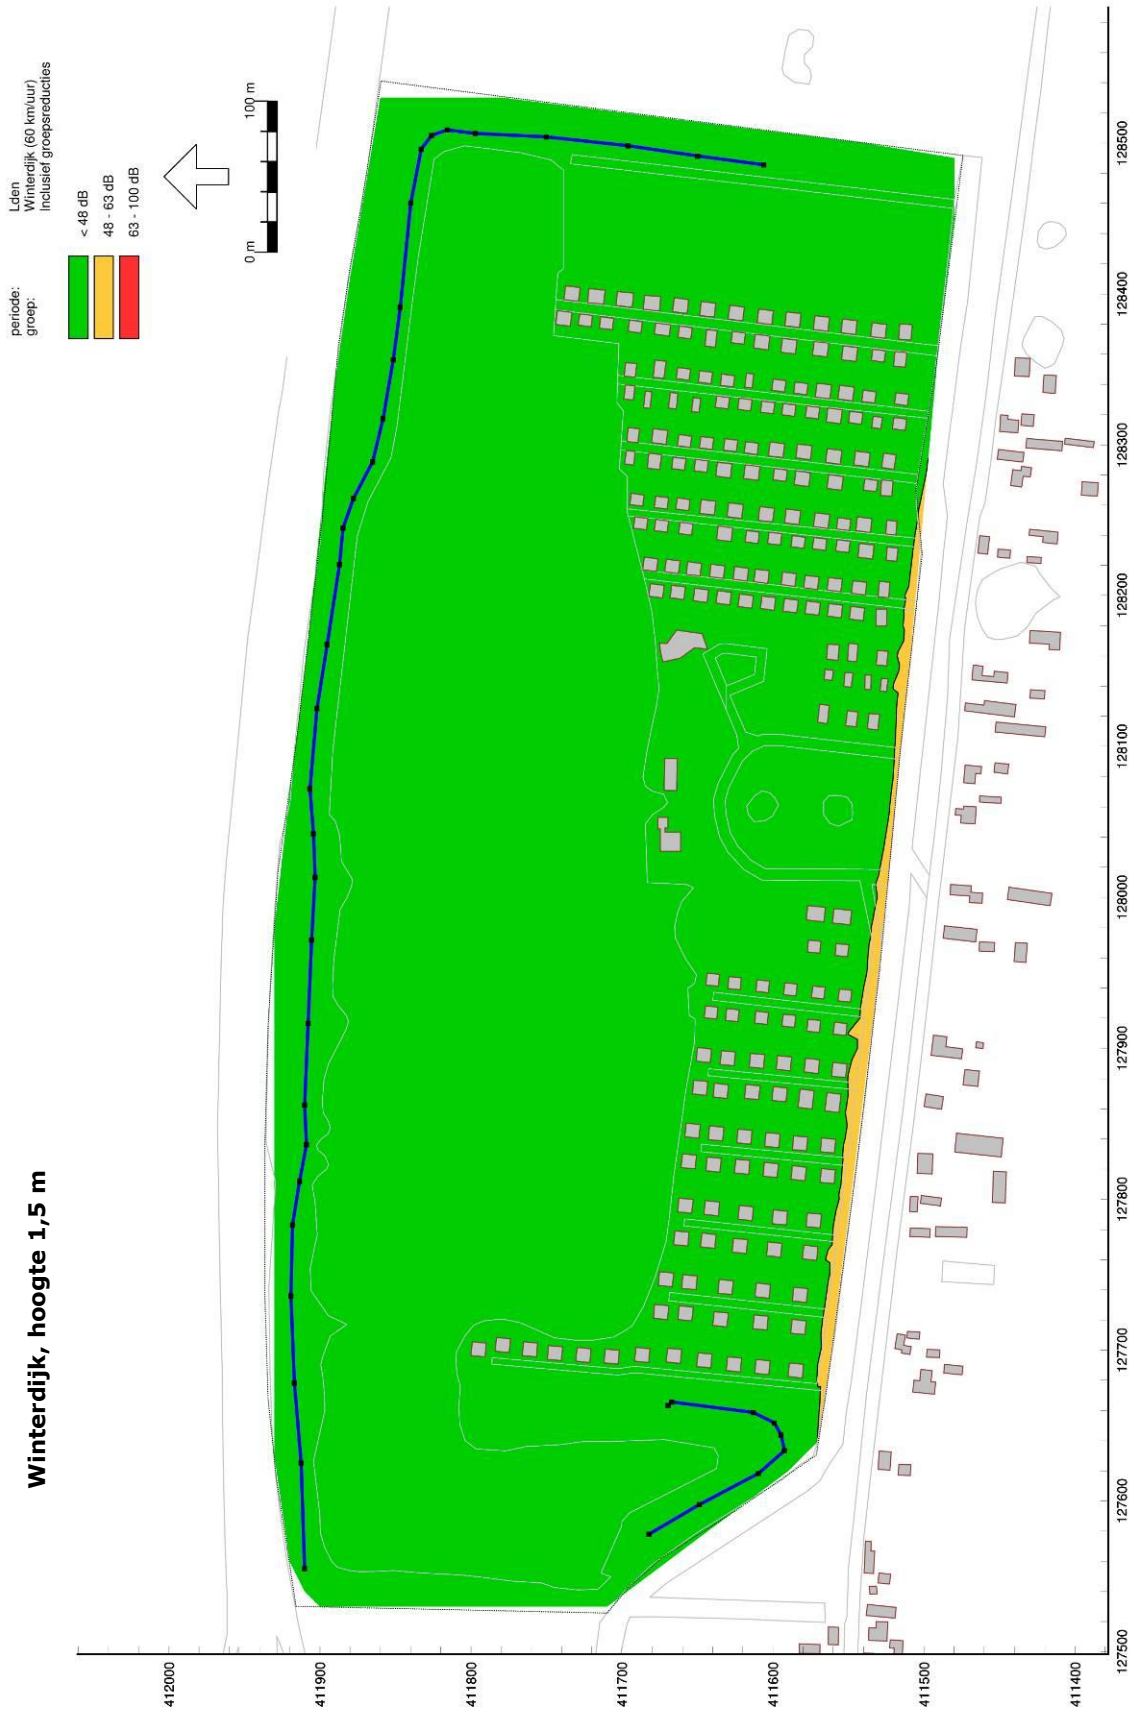 Winterdijk, hoogte 1,5 m
periode: Lden
groep: Winterdijk (60 km/uur)
Inclusief groepsreducties
< 48 dB
48 - 63 dB
63 - 100 dB
0 m 100 m
412000
411900
411800
411700
411600
411500
411400
127500 127600 127700 127800 127900 128000 128100 128200 128300 128400 128500